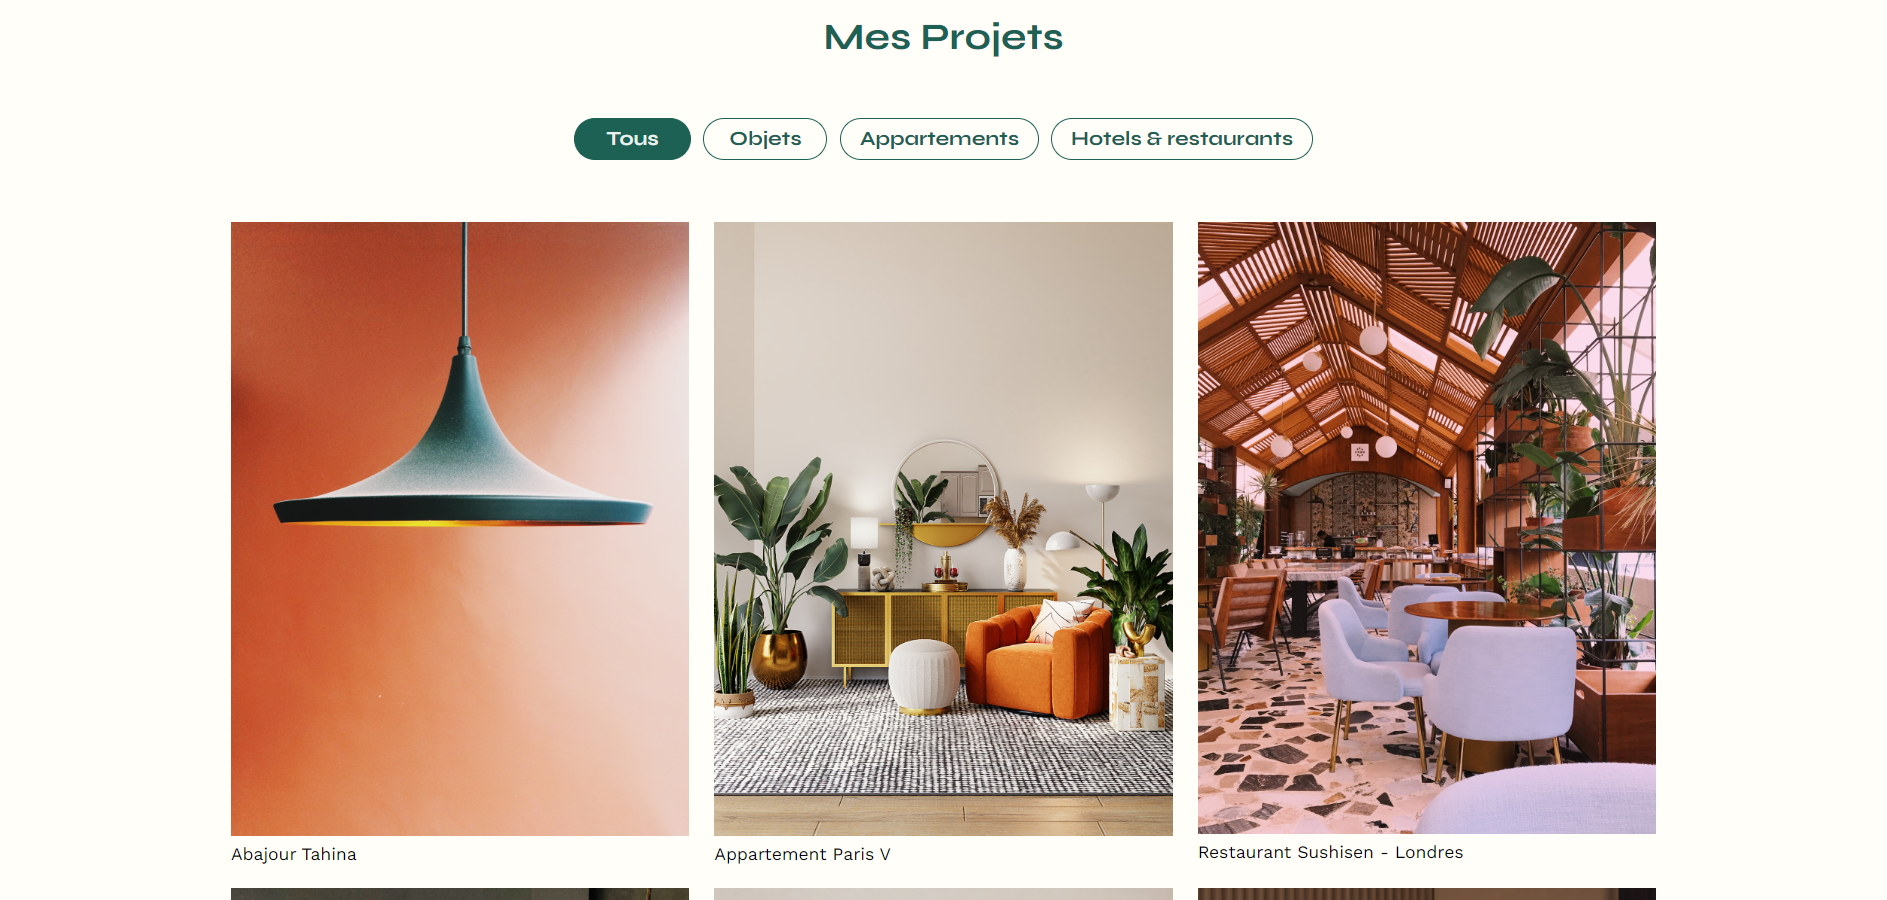 Mes Projets
Tous
Objets
Appartements
Hotels & restaurants
Abajour Tahina
Appartement Paris V
Restaurant Sushisen - Londres